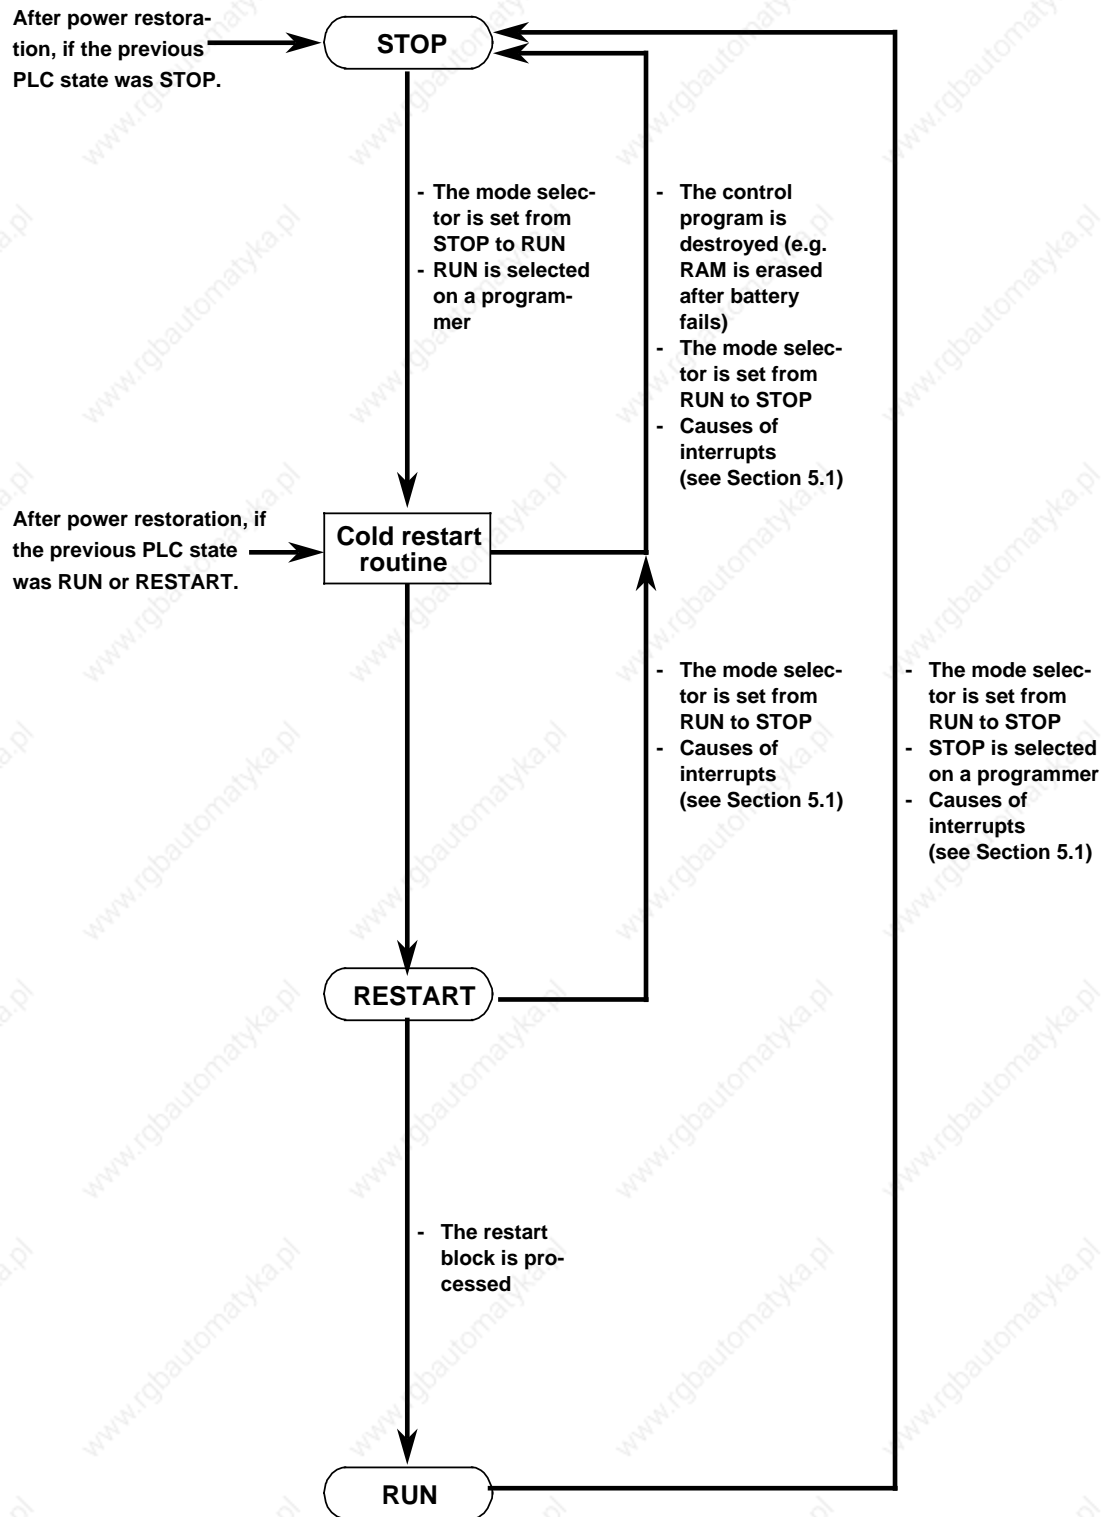 After power restora-
tion, if the previous
PLC state was STOP.
STOP
- The mode selec-
tor is set from
STOP to RUN
- RUN is selected
on a program-
mer
- The control
program is
destroyed (e.g.
RAM is erased
after battery
fails)
- The mode selec-
tor is set from
RUN to STOP
- Causes of
interrupts
(see Section 5.1)
After power restoration, if
the previous PLC state
was RUN or RESTART.
Cold restart
routine
- The mode selec-
tor is set from
RUN to STOP
- Causes of
interrupts
(see Section 5.1)
- The mode selec-
tor is set from
RUN to STOP
- STOP is selected
on a programmer
- Causes of
interrupts
(see Section 5.1)
RESTART
- The restart
block is pro-
cessed
RUN
www.rgbautomatyka.pl